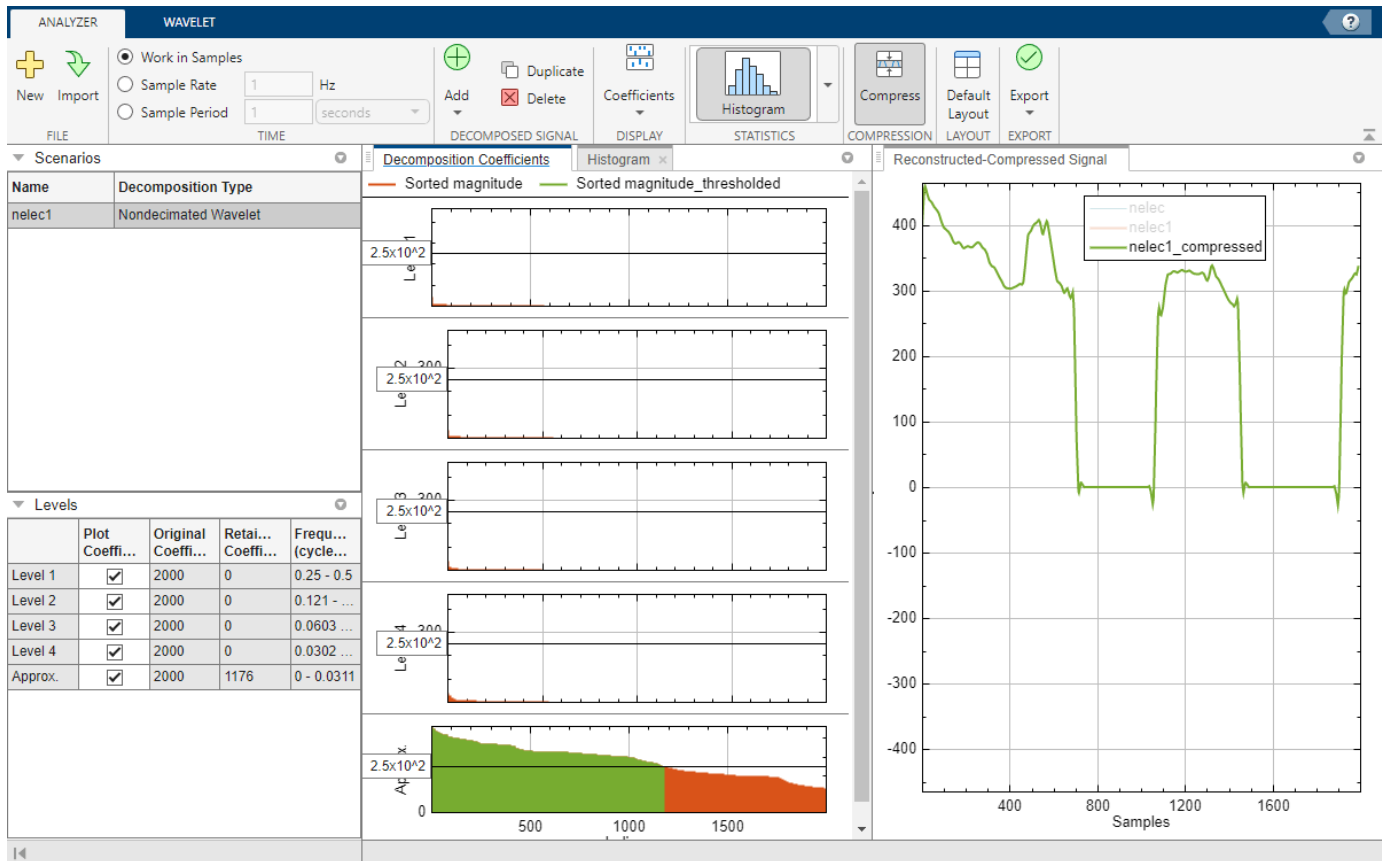 ANALYZER WAVELET ?
New Import
Work in Samples
Sample Rate 1 Hz
Sample Period 1 seconds
Add Duplicate
Delete
Coefficients
Histogram
Compress
Default Layout
Export
FILE TIME DECOMPOSED SIGNAL DISPLAY STATISTICS COMPRESSION LAYOUT EXPORT
Scenarios
Name Decomposition Type
nelec1 Nondecimated Wavelet
Levels
Plot Coeffi... Original Coeffi... Retai... Coeffi... Frequ... (cycle...
Level 1 2000 0 0.25 - 0.5
Level 2 2000 0 0.121 - ...
Level 3 2000 0 0.0603 ...
Level 4 2000 0 0.0302 ...
Approx. 2000 1176 0 - 0.0311
Decomposition Coefficients Histogram ×
Sorted magnitude Sorted magnitude_thresholded
2.5x10^2
2.5x10^2
2.5x10^2
2.5x10^2
2.5x10^2
0
500 1000 1500
Reconstructed-Compressed Signal
nelec
nelec1
nelec1_compressed
400
300
200
100
0
-100
-200
-300
-400
400 800 1200 1600
Samples